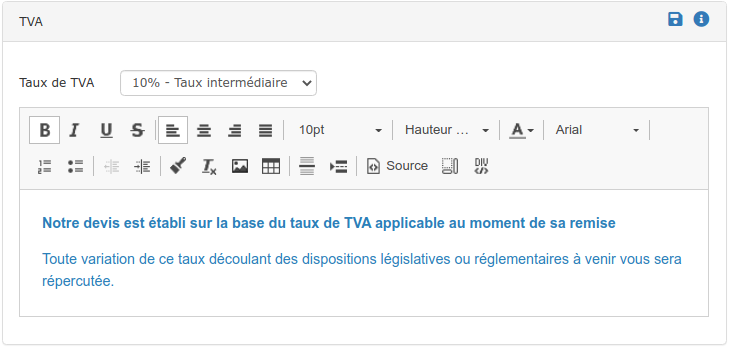 TVA
Taux de TVA 10% - Taux intermédiaire
B I U S 10pt Hauteur ... A Arial
Source DIV
Notre devis est établi sur la base du taux de TVA applicable au moment de sa remise
Toute variation de ce taux découlant des dispositions législatives ou réglementaires à venir vous sera
répercutée.